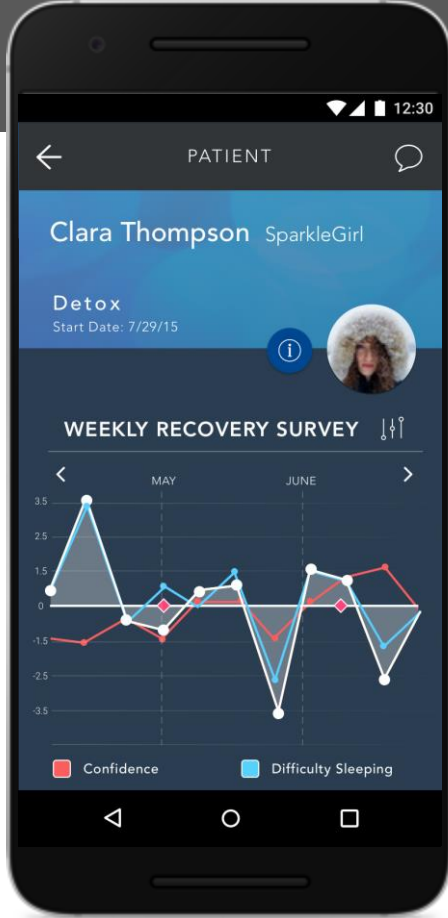 12:30
PATIENT
Clara Thompson SparkleGirl
Detox
Start Date: 7/29/15
i
WEEKLY RECOVERY SURVEY
MAY JUNE
3.5
2.5
1.5
0
-1.5
-2.5
-3.5
Confidence Difficulty Sleeping